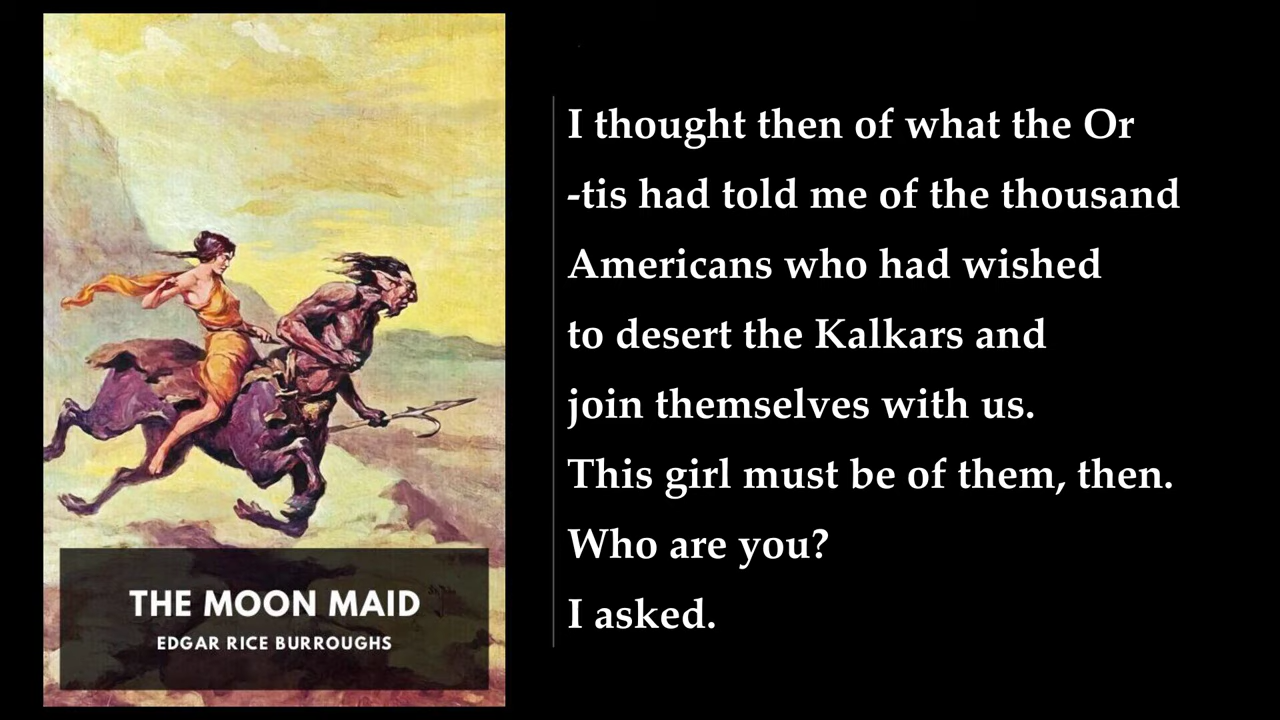 THE MOON MAID
EDGAR RICE BURROUGHS
I thought then of what the Or
-tis had told me of the thousand
Americans who had wished
to desert the Kalkars and
join themselves with us.
This girl must be of them, then.
Who are you?
I asked.